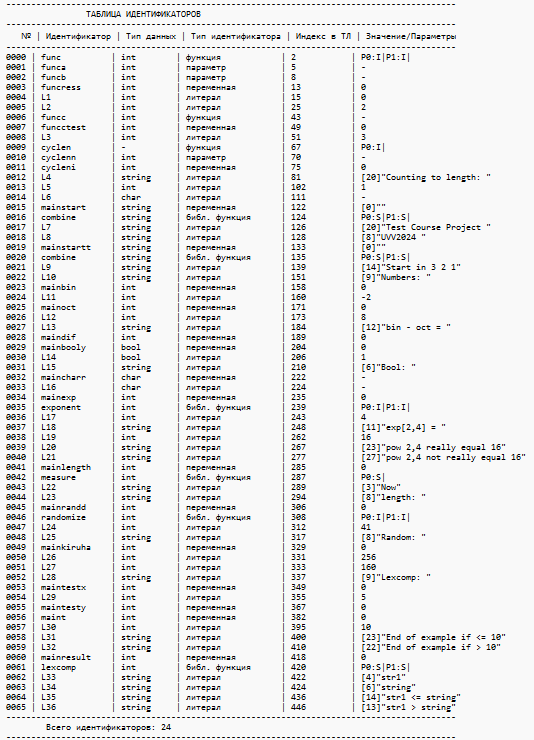 ------------------------------------------------------------------------------------------
ТАБЛИЦА ИДЕНТИФИКАТОРОВ
------------------------------------------------------------------------------------------
№ | Идентификатор | Тип данных | Тип идентификатора | Индекс в ТЛ | Значение/Параметры
------------------------------------------------------------------------------------------
0000 | func | int | функция | 2 | P0:I|P1:I|
0001 | funca | int | параметр | 5 | -
0002 | funcb | int | параметр | 8 | -
0003 | funcress | int | переменная | 13 | 0
0004 | L1 | int | литерал | 15 | 0
0005 | L2 | int | литерал | 25 | 2
0006 | funcc | int | функция | 43 | -
0007 | funcctest | int | переменная | 49 | 0
0008 | L3 | int | литерал | 51 | 3
0009 | cyclen | - | функция | 67 | P0:I|
0010 | cyclenn | int | параметр | 70 | -
0011 | cycleni | int | переменная | 75 | 0
0012 | L4 | string | литерал | 81 | [20]"Counting to length: "
0013 | L5 | int | литерал | 102 | 1
0014 | L6 | char | литерал | 111 | -
0015 | mainstart | string | переменная | 122 | [0]""
0016 | combine | string | библ. функция | 124 | P0:S|P1:S|
0017 | L7 | string | литерал | 126 | [20]"Test Course Project "
0018 | L8 | string | литерал | 128 | [8]"UVV2024 "
0019 | mainstartt | string | переменная | 133 | [0]""
0020 | combine | string | библ. функция | 135 | P0:S|P1:S|
0021 | L9 | string | литерал | 139 | [14]"Start in 3 2 1"
0022 | L10 | string | литерал | 151 | [9]"Numbers: "
0023 | mainbin | int | переменная | 158 | 0
0024 | L11 | int | литерал | 160 | -2
0025 | mainoct | int | переменная | 171 | 0
0026 | L12 | int | литерал | 173 | 8
0027 | L13 | string | литерал | 184 | [12]"bin - oct = "
0028 | maindif | int | переменная | 189 | 0
0029 | mainbooly | bool | переменная | 204 | 0
0030 | L14 | bool | литерал | 206 | 1
0031 | L15 | string | литерал | 210 | [6]"Bool: "
0032 | maincharr | char | переменная | 222 | -
0033 | L16 | char | литерал | 224 | -
0034 | mainexp | int | переменная | 235 | 0
0035 | exponent | int | библ. функция | 239 | P0:I|P1:I|
0036 | L17 | int | литерал | 243 | 4
0037 | L18 | string | литерал | 248 | [11]"exp[2,4] = "
0038 | L19 | int | литерал | 262 | 16
0039 | L20 | string | литерал | 267 | [23]"pow 2,4 really equal 16"
0040 | L21 | string | литерал | 277 | [27]"pow 2,4 not really equal 16"
0041 | mainlength | int | переменная | 285 | 0
0042 | measure | int | библ. функция | 287 | P0:S|
0043 | L22 | string | литерал | 289 | [3]"Now"
0044 | L23 | string | литерал | 294 | [8]"length: "
0045 | mainrandd | int | переменная | 306 | 0
0046 | randomize | int | библ. функция | 308 | P0:I|P1:I|
0047 | L24 | int | литерал | 312 | 41
0048 | L25 | string | литерал | 317 | [8]"Random: "
0049 | mainkiruha | int | переменная | 329 | 0
0050 | L26 | int | литерал | 331 | 256
0051 | L27 | int | литерал | 333 | 160
0052 | L28 | string | литерал | 337 | [9]"Lexcomp: "
0053 | maintestx | int | переменная | 349 | 0
0054 | L29 | int | литерал | 355 | 5
0055 | maintesty | int | переменная | 367 | 0
0056 | maint | int | переменная | 382 | 0
0057 | L30 | int | литерал | 395 | 10
0058 | L31 | string | литерал | 400 | [23]"End of example if <= 10"
0059 | L32 | string | литерал | 410 | [22]"End of example if > 10"
0060 | mainresult | int | переменная | 418 | 0
0061 | lexcomp | int | библ. функция | 420 | P0:S|P1:S|
0062 | L33 | string | литерал | 422 | [4]"str1"
0063 | L34 | string | литерал | 424 | [6]"string"
0064 | L35 | string | литерал | 436 | [14]"str1 <= string"
0065 | L36 | string | литерал | 446 | [13]"str1 > string"
------------------------------------------------------------------------------------------
Всего идентификаторов: 24
------------------------------------------------------------------------------------------